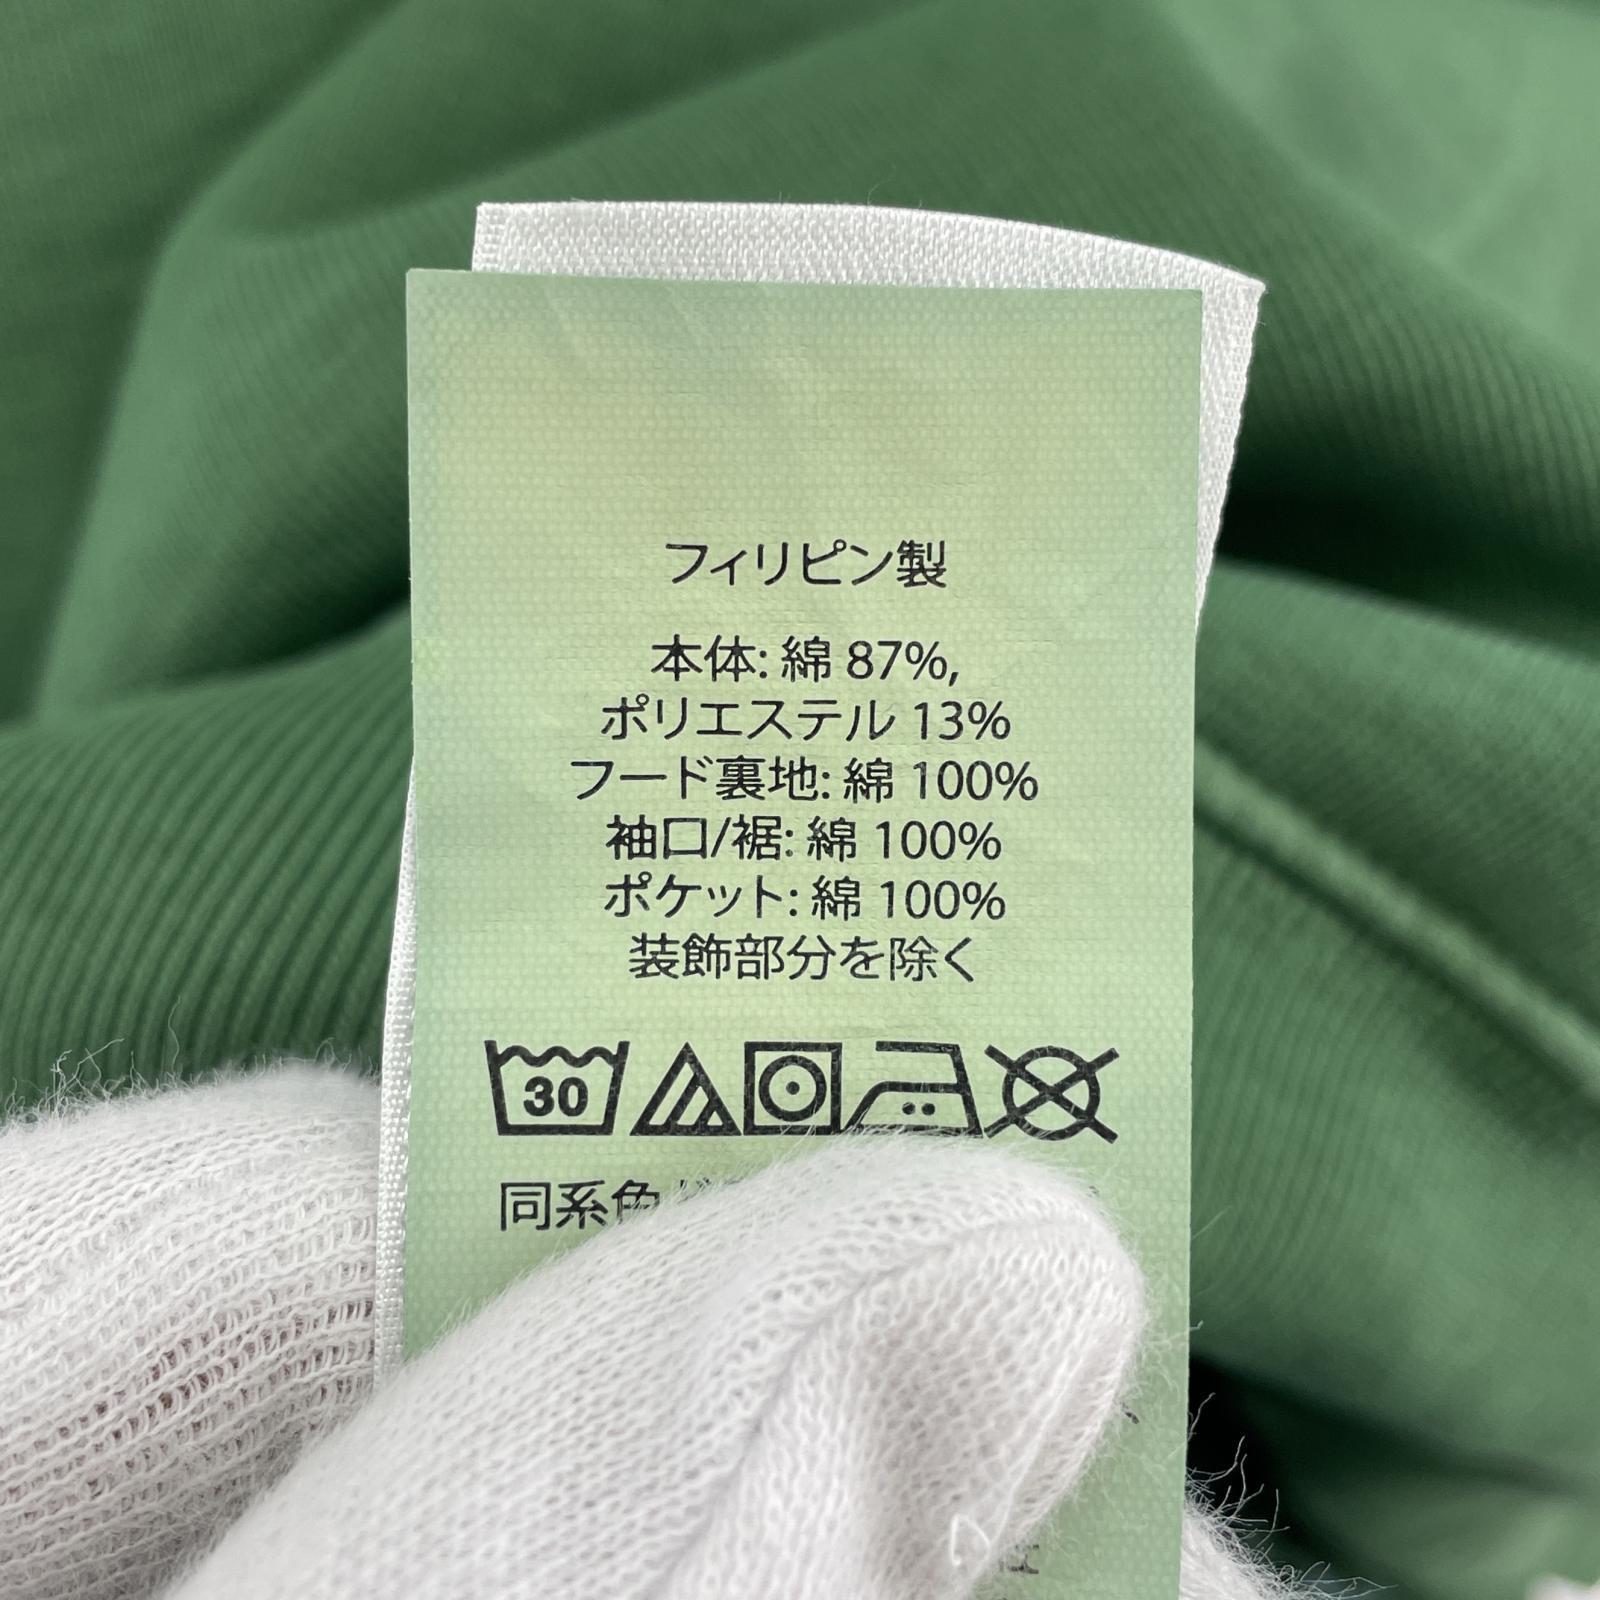 フィリピン製
本体: 綿 87%,
ポリエステル 13%
フード裏地: 綿 100%
袖口/裾: 綿 100%
ポケット: 綿 100%
装飾部分を除く
30
同系色